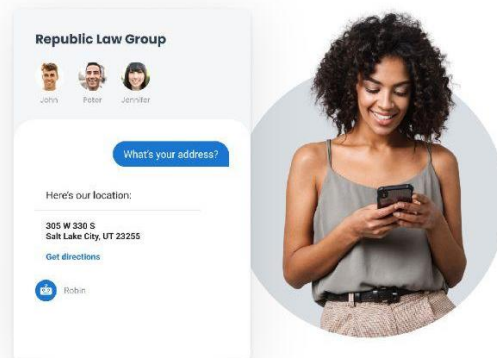 Republic Law Group
John Peter Jennifer
What's your address?
Here's our location:
305 W 330 S
Salt Lake City, UT 23255
Get directions
Robin